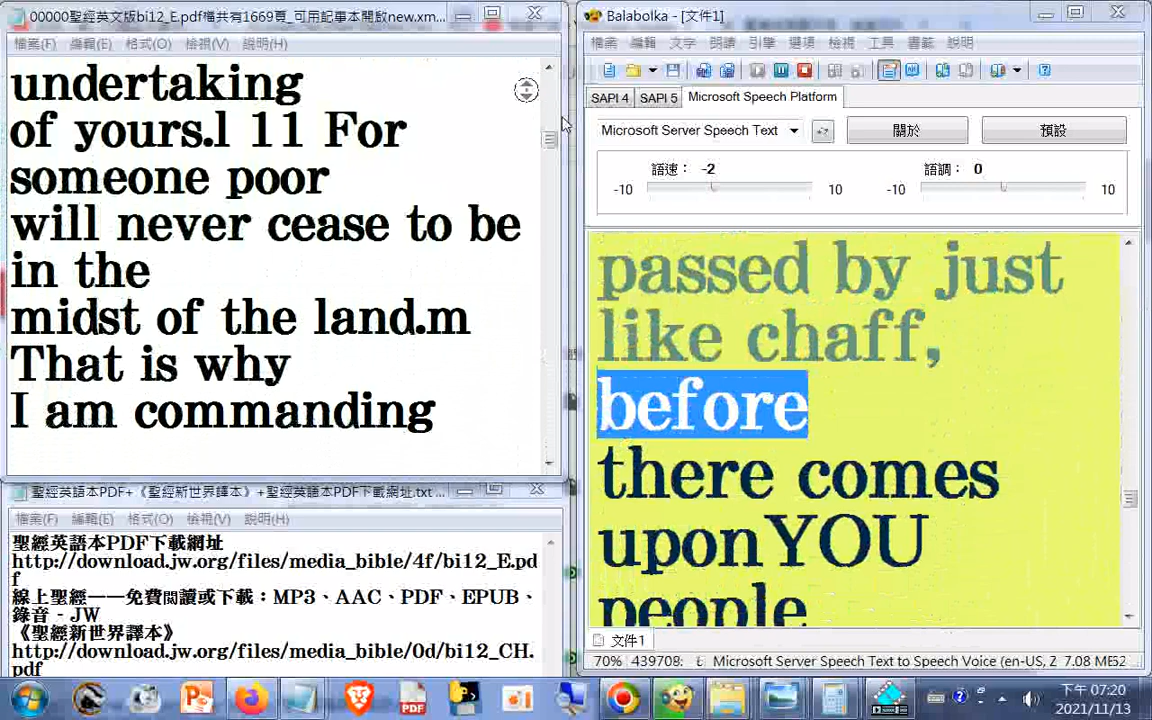 00000聖經英文版bi12_E.pdf檔共有1669頁_可用記事本開啟new.xm...
檔案(F) 編輯(E) 格式(O) 檢視(V) 說明(H)
undertaking
of yours.l 11 For
someone poor
will never cease to be
in the
midst of the land.m
That is why
I am commanding
聖經英語本PDF+《聖經新世界譯本》+聖經英語本PDF下載網址.txt ...
檔案(F) 編輯(E) 格式(O) 檢視(V) 說明(H)
聖經英語本PDF下載網址
http://download.jw.org/files/media_bible/4f/bi12_E.pd
f
線上聖經——免費閱讀或下載：MP3、AAC、PDF、EPUB、
錄音 - JW
《聖經新世界譯本》
http://download.jw.org/files/media_bible/0d/bi12_CH.
pdf
Balabolka - [文件1]
檔案 編輯 文字 朗讀 引擎 選項 檢視 工具 書籤 說明
SAPI 4 SAPI 5 Microsoft Speech Platform
Microsoft Server Speech Text 關於 預設
語速： -2 語調： 0
-10 10 -10 10
passed by just
like chaff,
before
there comes
upon YOU
people
文件1
70% 439708: Microsoft Server Speech Text to Speech Voice (en-US, Z 7.08 ME52
下午 07:20
2021/11/13